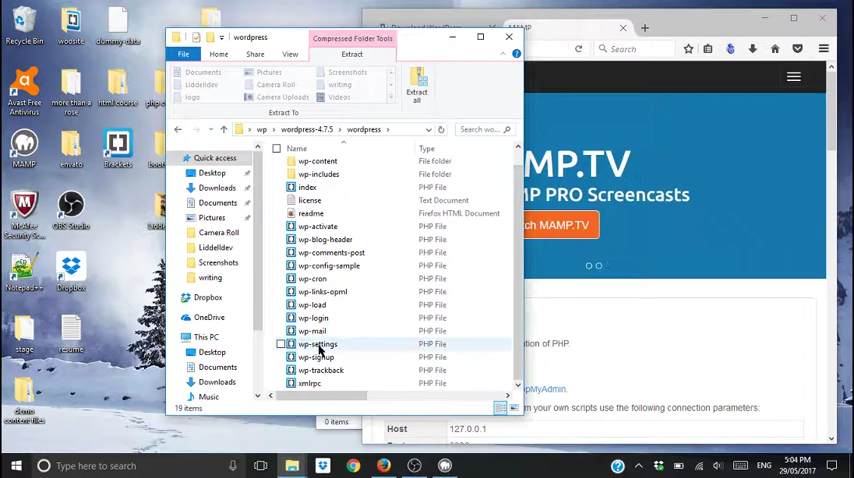 Recycle Bin
woosite
dummy-data
Avast Free
Antivirus
more than a
rose
html course
MAMP
envato
Brackets
McAfee
Security Sc...
OBS Studio
Notepad++
Dropbox
stage
resume
demo
content files
wordpress
Compressed Folder Tools
File
Home
Share
View
Extract
Documents
Pictures
Screenshots
Liddelldev
Camera Roll
writing
logo
Camera Uploads
Videos
Extract
all
Extract To
wp > wordpress-4.7.5 > wordpress >
Search wo...
Quick access
Desktop
Downloads
Documents
Pictures
Camera Roll
Liddelldev
Screenshots
writing
Dropbox
OneDrive
This PC
Desktop
Documents
Downloads
Music
Name
Type
wp-content File folder
wp-includes File folder
index PHP File
license Text Document
readme Firefox HTML Document
wp-activate PHP File
wp-blog-header PHP File
wp-comments-post PHP File
wp-config-sample PHP File
wp-cron PHP File
wp-links-opml PHP File
wp-load PHP File
wp-login PHP File
wp-mail PHP File
wp-settings PHP File
wp-signup PHP File
wp-trackback PHP File
xmlrpc PHP File
19 items
0 items
MAMP
Search
MP.TV
MP PRO Screencasts
tch MAMP.TV
tion of PHP.
pMyAdmin.
om your own scripts use the following connection parameters:
Host 127.0.0.1
Type here to search
ENG
5:04 PM
29/05/2017